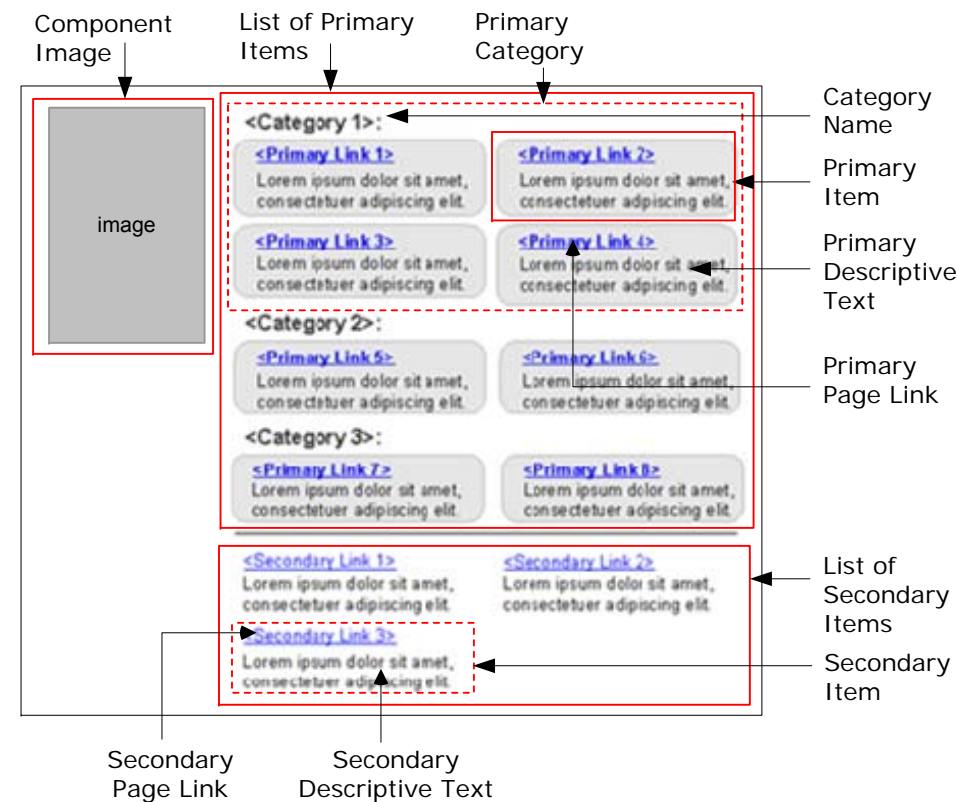 Component
Image
List of Primary
Items
Primary
Category
Category
Name
Primary
Item
Primary
Descriptive
Text
Primary
Page Link
image
<Category 1>:
<Primary Link 1>
Lorem ipsum dolor sit amet,
consectetuer adipiscing elit.
<Primary Link 2>
Lorem ipsum dolor sit amet,
consectetuer adipiscing elit.
<Primary Link 3>
Lorem ipsum dolor sit amet,
consectetuer adipiscing elit.
<Primary Link 4>
Lorem ipsum dolor sit amet,
consectetuer adipiscing elit.
<Category 2>:
<Primary Link 5>
Lorem ipsum dolor sit amet,
consectetuer adipiscing elit.
<Primary Link 6>
Lorem ipsum dolor sit amet,
consectetuer adipiscing elit.
<Category 3>:
<Primary Link 7>
Lorem ipsum dolor sit amet,
consectetuer adipiscing elit.
<Primary Link 8>
Lorem ipsum dolor sit amet,
consectetuer adipiscing elit.
<Secondary Link 1>
Lorem ipsum dolor sit amet,
consectetuer adipiscing elit.
<Secondary Link 2>
Lorem ipsum dolor sit amet,
consectetuer adipiscing elit.
<Secondary Link 3>
Lorem ipsum dolor sit amet,
consectetuer adipiscing elit.
List of
Secondary
Items
Secondary
Item
Secondary
Page Link
Secondary
Descriptive Text